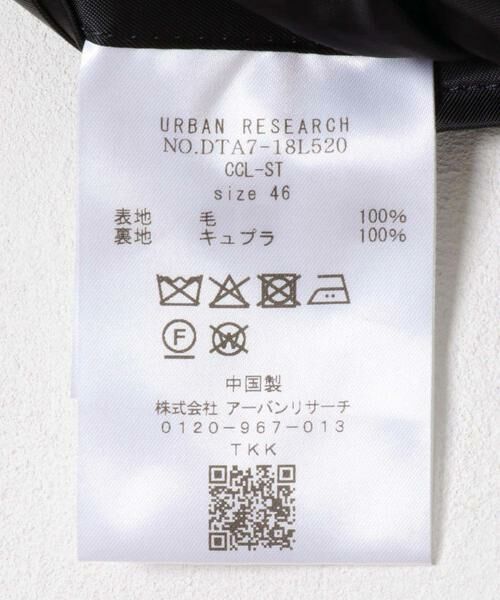 URBAN RESEARCH
NO.DTA7-18L520
CCL-ST
size 46
表地 毛 100%
裏地 キュプラ 100%
F W
中国製
株式会社 アーバンリサーチ
0120-967-013
TKK